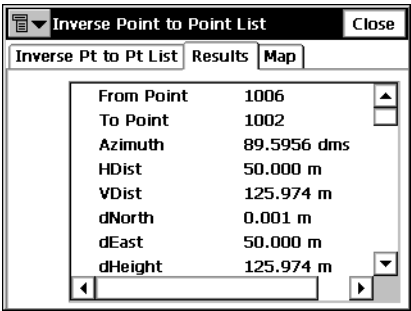 Inverse Point to Point List Close
Inverse Pt to Pt List Results Map
From Point 1006
To Point 1002
Azimuth 89.5956 dms
HDist 50.000 m
VDist 125.974 m
dNorth 0.001 m
dEast 50.000 m
dHeight 125.974 m